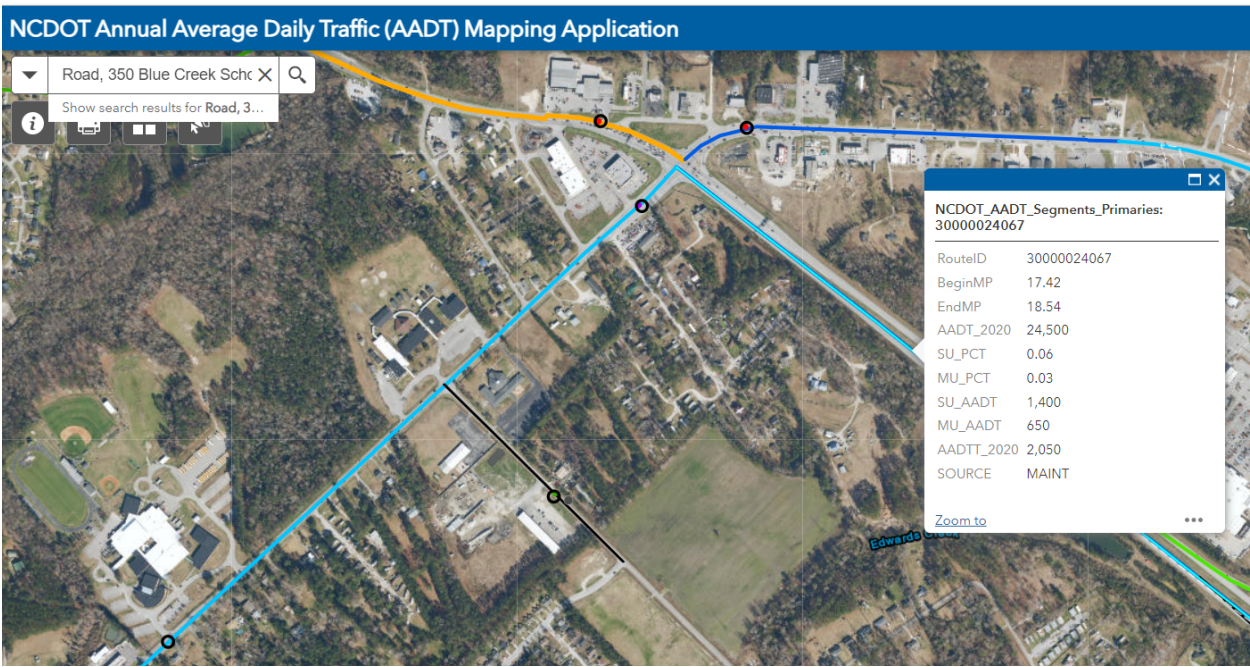 NCDOT Annual Average Daily Traffic (AADT) Mapping Application
Road, 350 Blue Creek Scho
Show search results for Road, 3...
NCDOT_AADT_Segments_Primaries:
30000024067
RouteID 30000024067
BeginMP 17.42
EndMP 18.54
AADT_2020 24,500
SU_PCT 0.06
MU_PCT 0.03
SU_AADT 1,400
MU_AADT 650
AADTT_2020 2,050
SOURCE MAINT
Zoom to
Edwards Creek